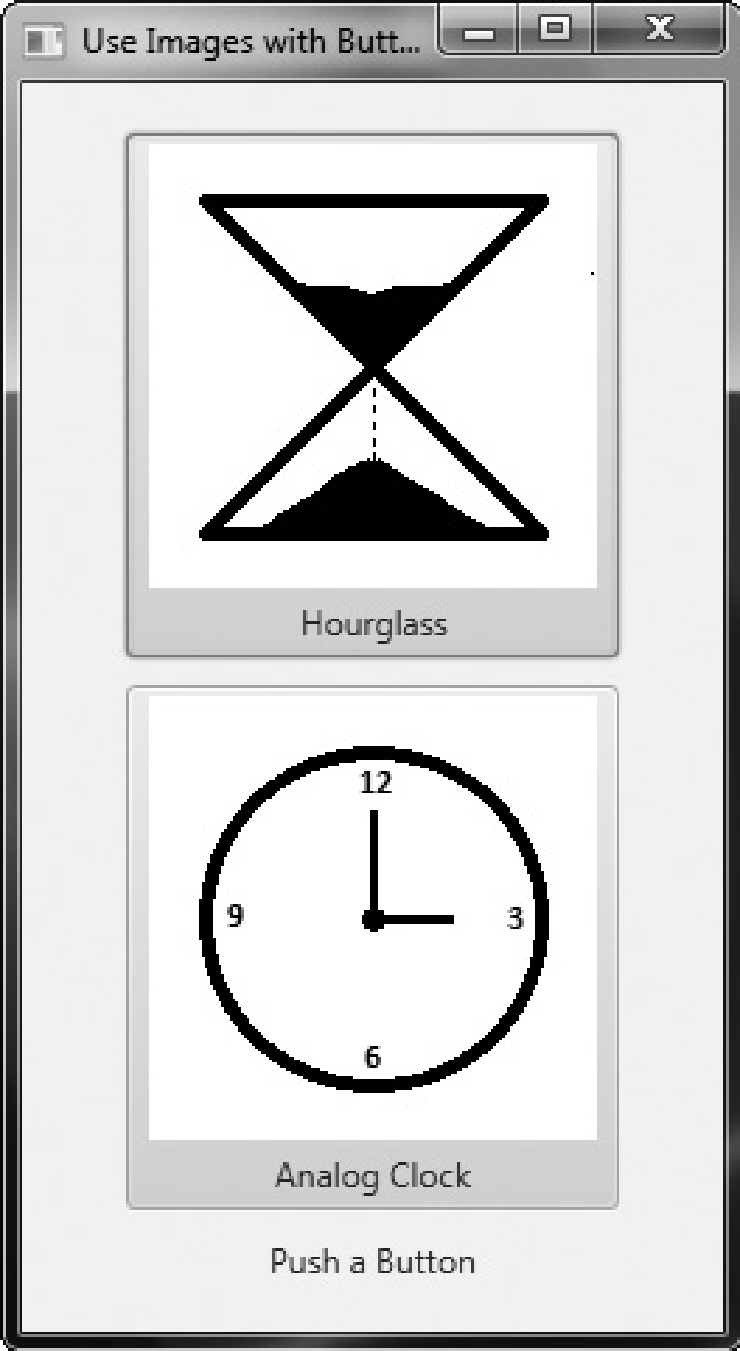 Use Images with Butt...
Hourglass
12
9 3
6
Analog Clock
Push a Button